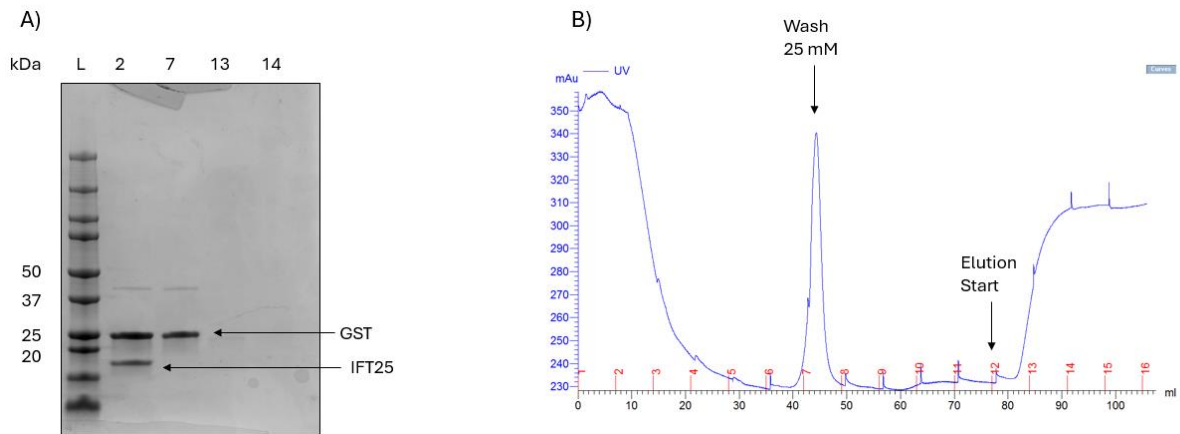 A)
kDa L 2 7 13 14
50
37
25
20
GST
IFT25
B)
Wash
25 mM
UV
mAu
Curves
350
340
330
320
310
300
290
280
270
260
250
240
230
Elution
Start
1 2 3 4 5 6 7 8 9 10 11 12 13 14 15 16
0 10 20 30 40 50 60 70 80 90 100 ml